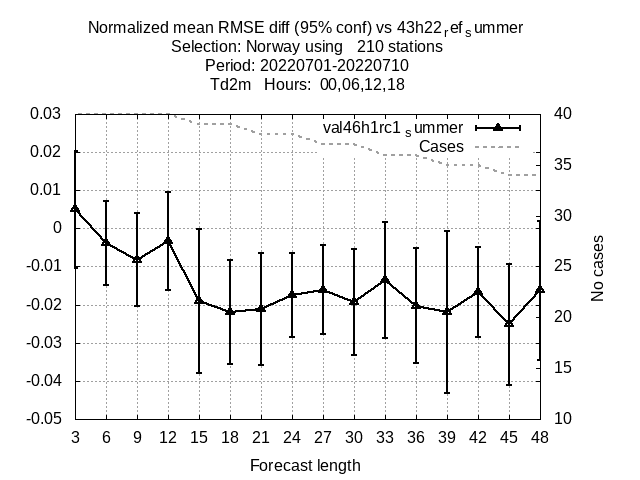 Normalized mean RMSE diff (95% conf) vs 43h22refsummer
Selection: Norway using 210 stations
Period: 20220701-20220710
Td2m Hours: 00,06,12,18
val46h1rc1summer
Cases
0.03
0.02
0.01
0
-0.01
-0.02
-0.03
-0.04
-0.05
40
35
30
25
20
15
10
No cases
3 6 9 12 15 18 21 24 27 30 33 36 39 42 45 48
Forecast length